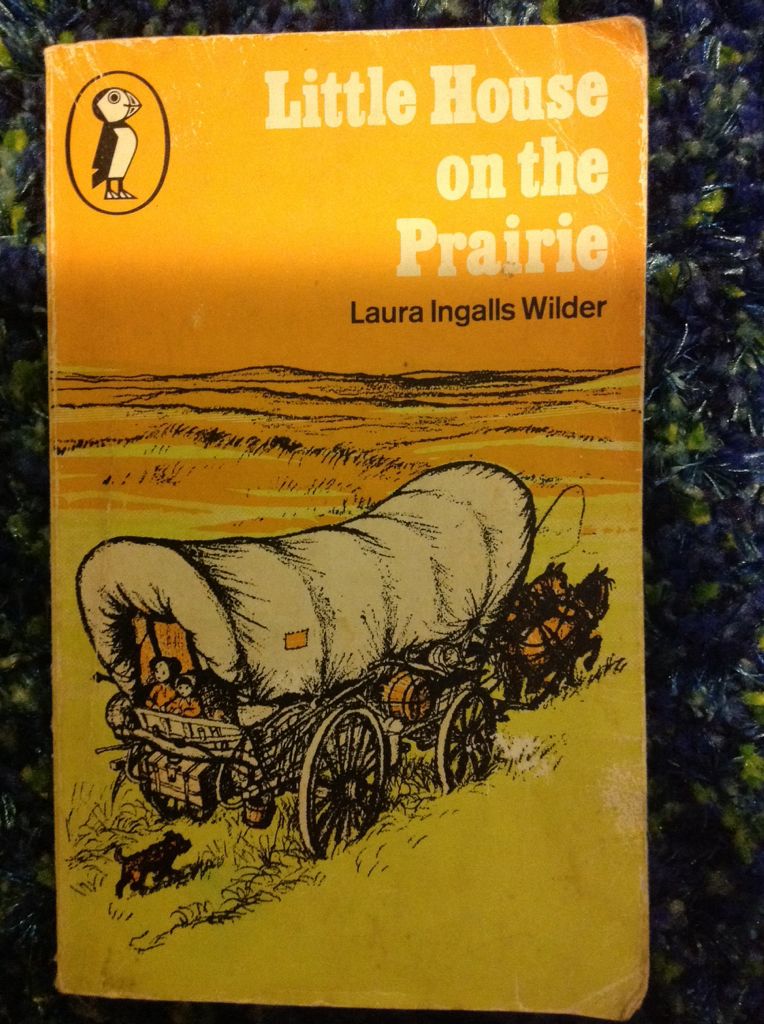 Little House
on the
Prairie
Laura Ingalls Wilder